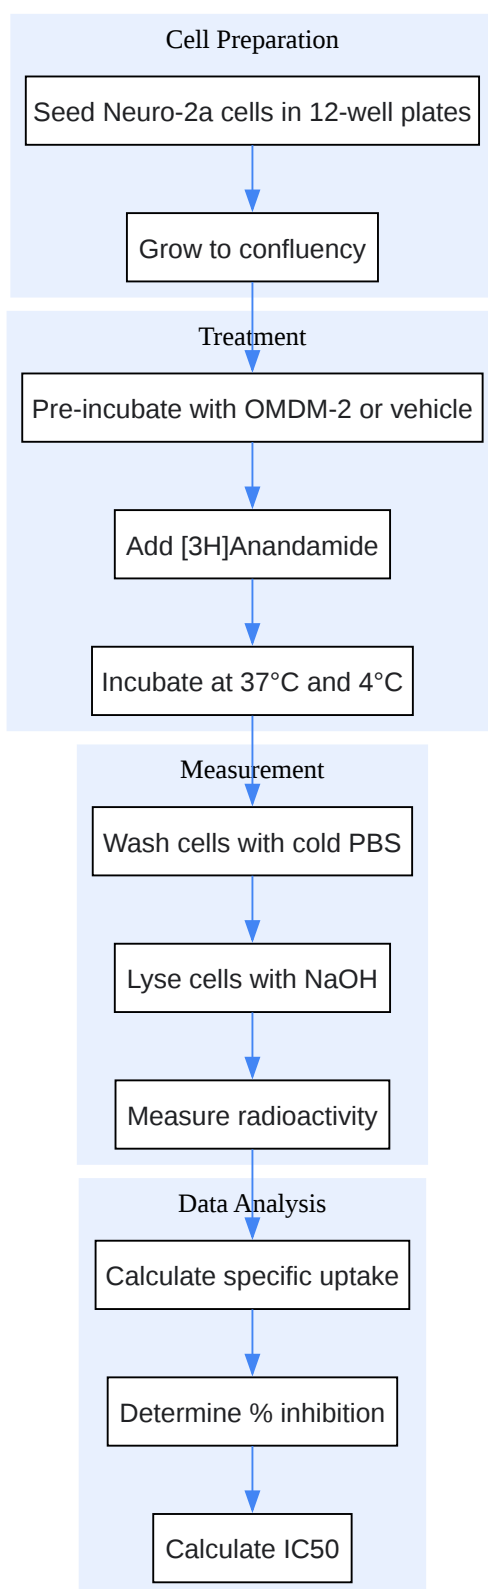 Cell Preparation
Seed Neuro-2a cells in 12-well plates
Grow to confluency
Treatment
Pre-incubate with OMDM-2 or vehicle
Add [3H]Anandamide
Incubate at 37°C and 4°C
Measurement
Wash cells with cold PBS
Lyse cells with NaOH
Measure radioactivity
Data Analysis
Calculate specific uptake
Determine % inhibition
Calculate IC50